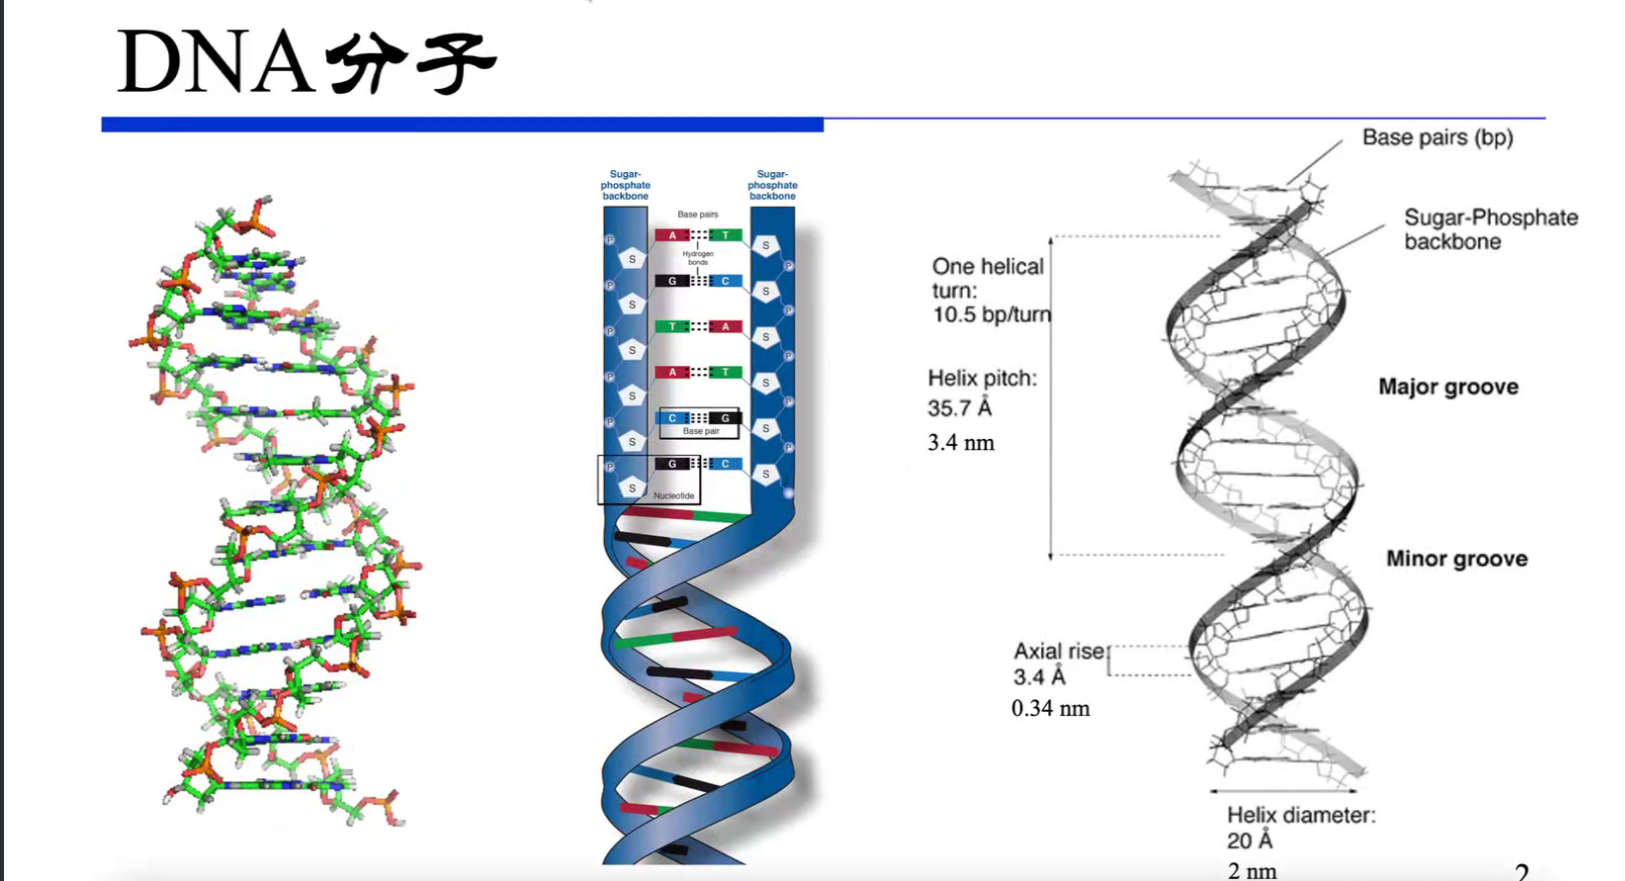 DNA分子
Sugar-
phosphate
backbone
Sugar-
phosphate
backbone
Base pairs
A
T
Hydrogen
bonds
G
C
T
A
A
T
C
G
Base pair
G
C
Nucleotide
P
S
P
S
P
S
P
S
P
S
P
S
S
P
S
P
S
P
S
P
S
P
S
Base pairs (bp)
Sugar-Phosphate
backbone
One helical
turn:
10.5 bp/turn
Helix pitch:
35.7 Å
3.4 nm
Major groove
Minor groove
Axial rise:
3.4 Å
0.34 nm
Helix diameter:
20 Å
2 nm
2